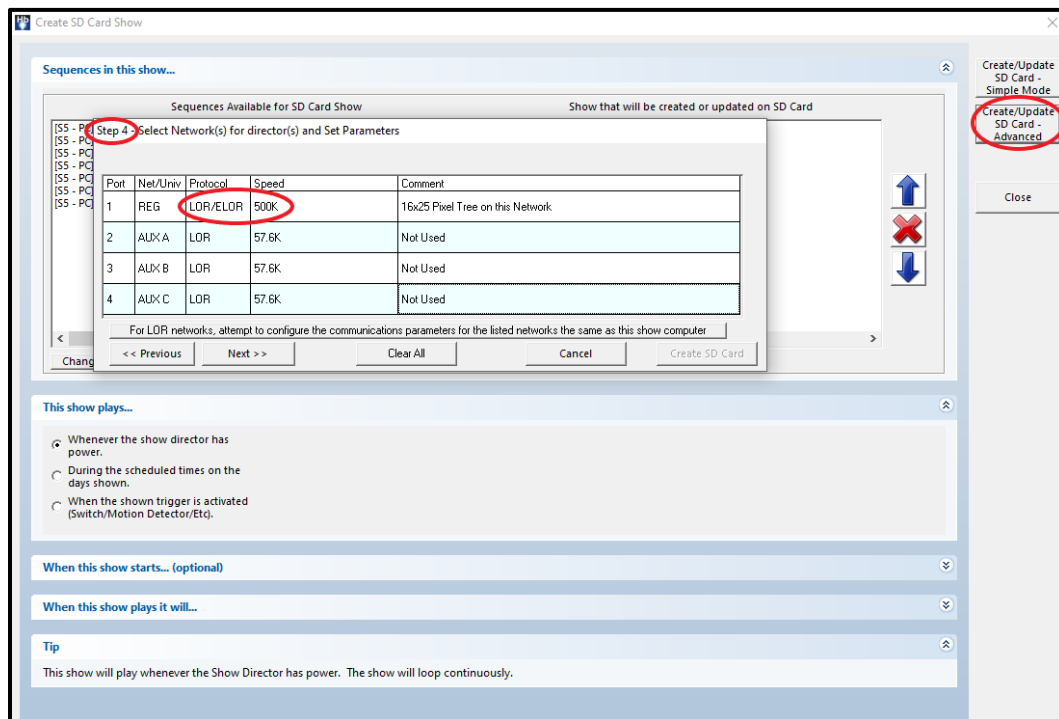 Create SD Card Show
Sequences in this show...
Sequences Available for SD Card Show
Show that will be created or updated on SD Card
[S5 - P
[S5 - PC]
[S5 - PC]
[S5 - PC]
[S5 - PC]
[S5 - PC]
[S5 - PC]
Step 4 - Select Network(s) for director(s) and Set Parameters
Port Net/Univ Protocol Speed Comment
1 REG LOR/ELOR 500K 16x25 Pixel Tree on this Network
2 AUX A LOR 57.6K Not Used
3 AUX B LOR 57.6K Not Used
4 AUX C LOR 57.6K Not Used
For LOR networks, attempt to configure the communications parameters for the listed networks the same as this show computer
<< Previous Next >> Clear All Cancel Create SD Card
Chang
Create/Update
SD Card -
Simple Mode
Create/Update
SD Card -
Advanced
Close
This show plays...
Whenever the show director has
power.
During the scheduled times on the
days shown.
When the shown trigger is activated
(Switch/Motion Detector/Etc).
When this show starts... (optional)
When this show plays it will...
Tip
This show will play whenever the Show Director has power. The show will loop continuously.